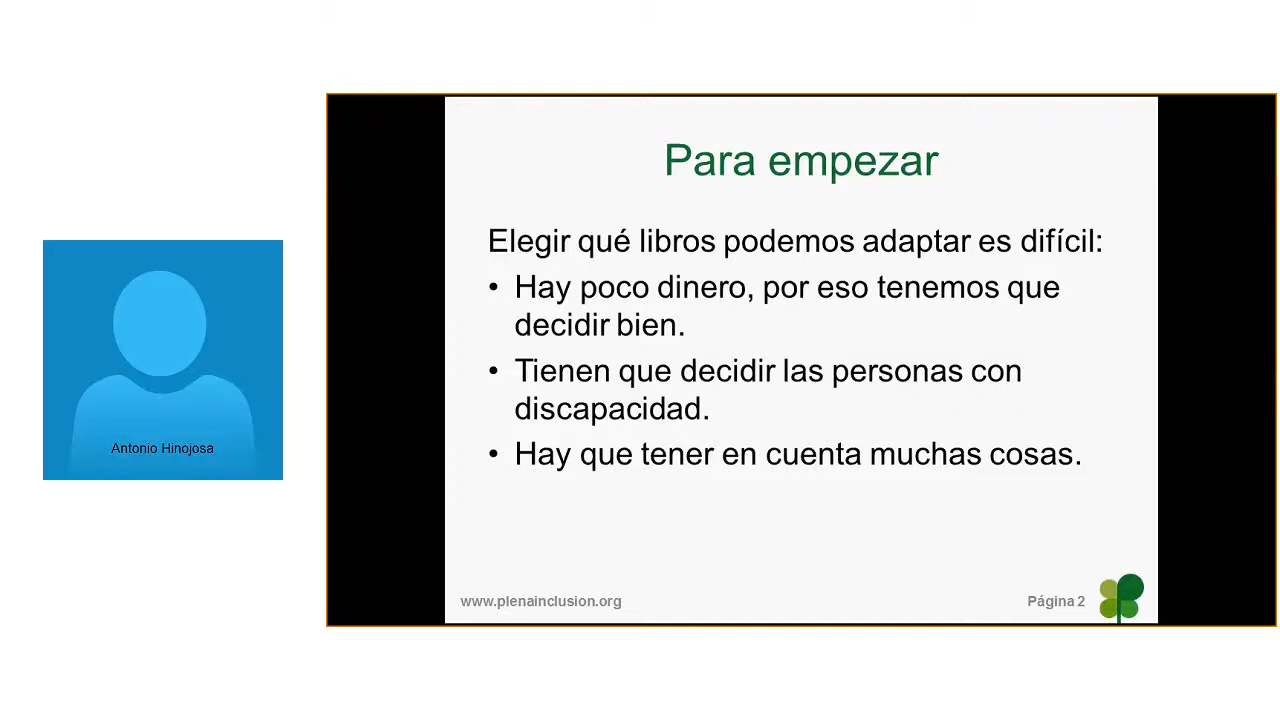 Para empezar
Elegir qué libros podemos adaptar es difícil:
• Hay poco dinero, por eso tenemos que
decidir bien.
• Tienen que decidir las personas con
discapacidad.
• Hay que tener en cuenta muchas cosas.
Antonio Hinojosa
www.plenainclusion.org
Página 2